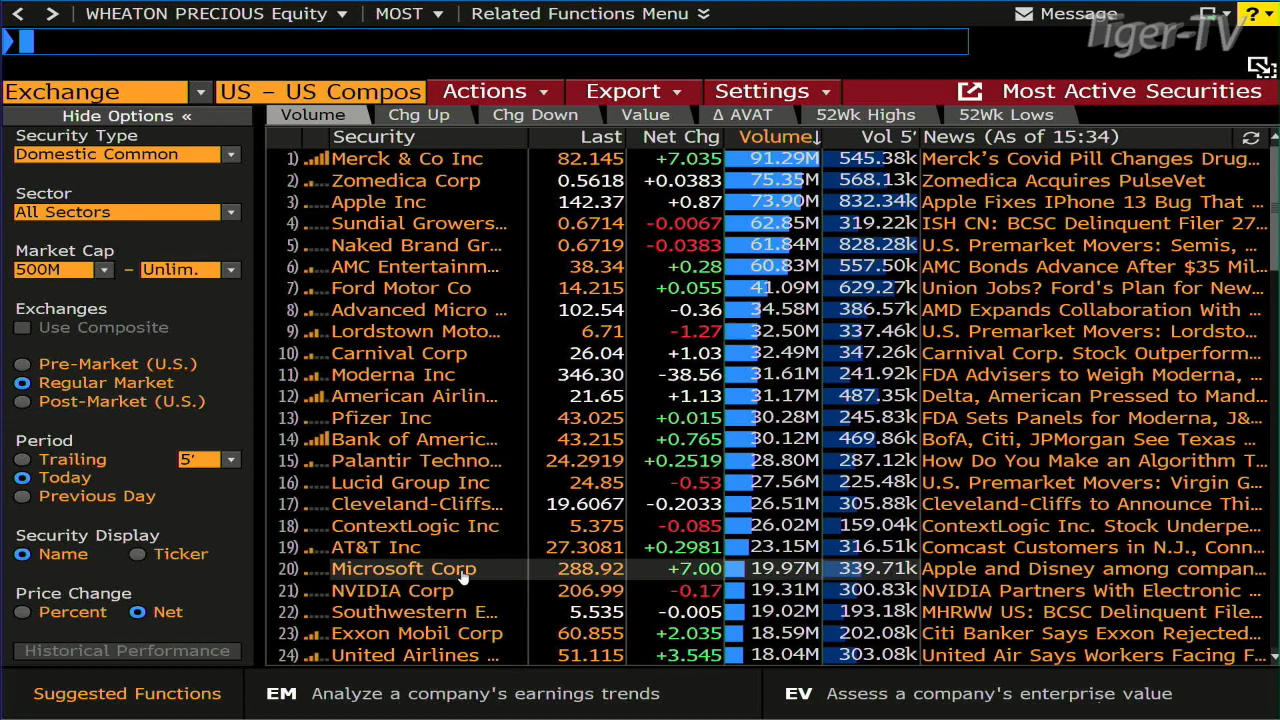 WHEATON PRECIOUS Equity MOST Related Functions Menu Message ?
Tiger-TV
Exchange US - US Compos Actions Export Settings Most Active Securities
Hide Options « Volume Chg Up Chg Down Value Δ AVAT 52Wk Highs 52Wk Lows
Security Type
Domestic Common
Sector
All Sectors
Market Cap
500M - Unlim.
Exchanges
Use Composite
Pre-Market (U.S.)
Regular Market
Post-Market (U.S.)
Period
Trailing 5'
Today
Previous Day
Security Display
Name Ticker
Price Change
Percent Net
Historical Performance
Security Last Net Chg Volume↓ Vol 5' News (As of 15:34)
1) Merck & Co Inc 82.145 +7.035 91.29M 545.38k Merck's Covid Pill Changes Drug...
2) Zomedica Corp 0.5618 +0.0383 75.35M 568.13k Zomedica Acquires PulseVet
3) Apple Inc 142.37 +0.87 73.90M 832.34k Apple Fixes IPhone 13 Bug That ...
4) Sundial Growers... 0.6714 -0.0067 62.85M 319.22k ISH CN: BCSC Delinquent Filer 27...
5) Naked Brand Gr... 0.6719 -0.0383 61.84M 828.28k U.S. Premarket Movers: Semis, ...
6) AMC Entertainm... 38.34 +0.28 60.83M 557.50k AMC Bonds Advance After $35 Mil...
7) Ford Motor Co 14.215 +0.055 41.09M 629.27k Union Jobs? Ford's Plan for New...
8) Advanced Micro ... 102.54 -0.36 34.58M 386.57k AMD Expands Collaboration With ...
9) Lordstown Moto... 6.71 -1.27 32.50M 337.46k U.S. Premarket Movers: Lordsto...
10) Carnival Corp 26.04 +1.03 32.49M 347.26k Carnival Corp. Stock Outperform...
11) Moderna Inc 346.30 -38.56 31.61M 241.92k FDA Advisers to Weigh Moderna, ...
12) American Airlin... 21.65 +1.13 31.17M 487.35k Delta, American Pressed to Mand...
13) Pfizer Inc 43.025 +0.015 30.28M 245.83k FDA Sets Panels for Moderna, J&...
14) Bank of Americ... 43.215 +0.765 30.12M 469.86k BofA, Citi, JPMorgan See Texas ...
15) Palantir Techno... 24.2919 +0.2519 28.80M 287.12k How Do You Make an Algorithm T...
16) Lucid Group Inc 24.85 -0.53 27.56M 225.48k U.S. Premarket Movers: Virgin G...
17) Cleveland-Cliffs... 19.6067 -0.2033 26.51M 305.88k Cleveland-Cliffs to Announce Thi...
18) ContextLogic Inc 5.375 -0.085 26.02M 159.04k ContextLogic Inc. Stock Underpe...
19) AT&T Inc 27.3081 +0.2981 23.15M 316.51k Comcast Customers in N.J., Conn...
20) Microsoft Corp 288.92 +7.00 19.97M 339.71k Apple and Disney among compan...
21) NVIDIA Corp 206.99 -0.17 19.31M 300.83k NVIDIA Partners With Electronic ...
22) Southwestern E... 5.535 -0.005 19.02M 193.18k MHRWW US: BCSC Delinquent File...
23) Exxon Mobil Corp 60.855 +2.035 18.59M 202.08k Citi Banker Says Exxon Rejected...
24) United Airlines ... 51.115 +3.545 18.04M 303.08k United Air Says Workers Facing F...
Suggested Functions EM Analyze a company's earnings trends EV Assess a company's enterprise value